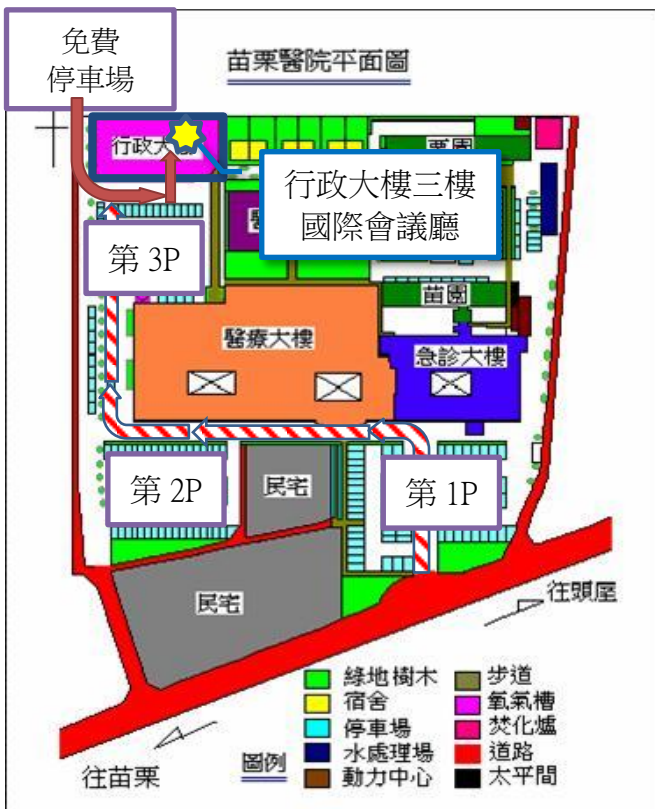 免費
停車場
苗栗醫院平面圖
行政大樓三樓
國際會議廳
第 3P
苗園
醫療大樓
急診大樓
第 2P
民宅
第 1P
民宅
往頭屋
往苗栗
圖例
綠地樹木
宿舍
停車場
水處理場
動力中心
步道
氧氣槽
焚化爐
道路
太平間